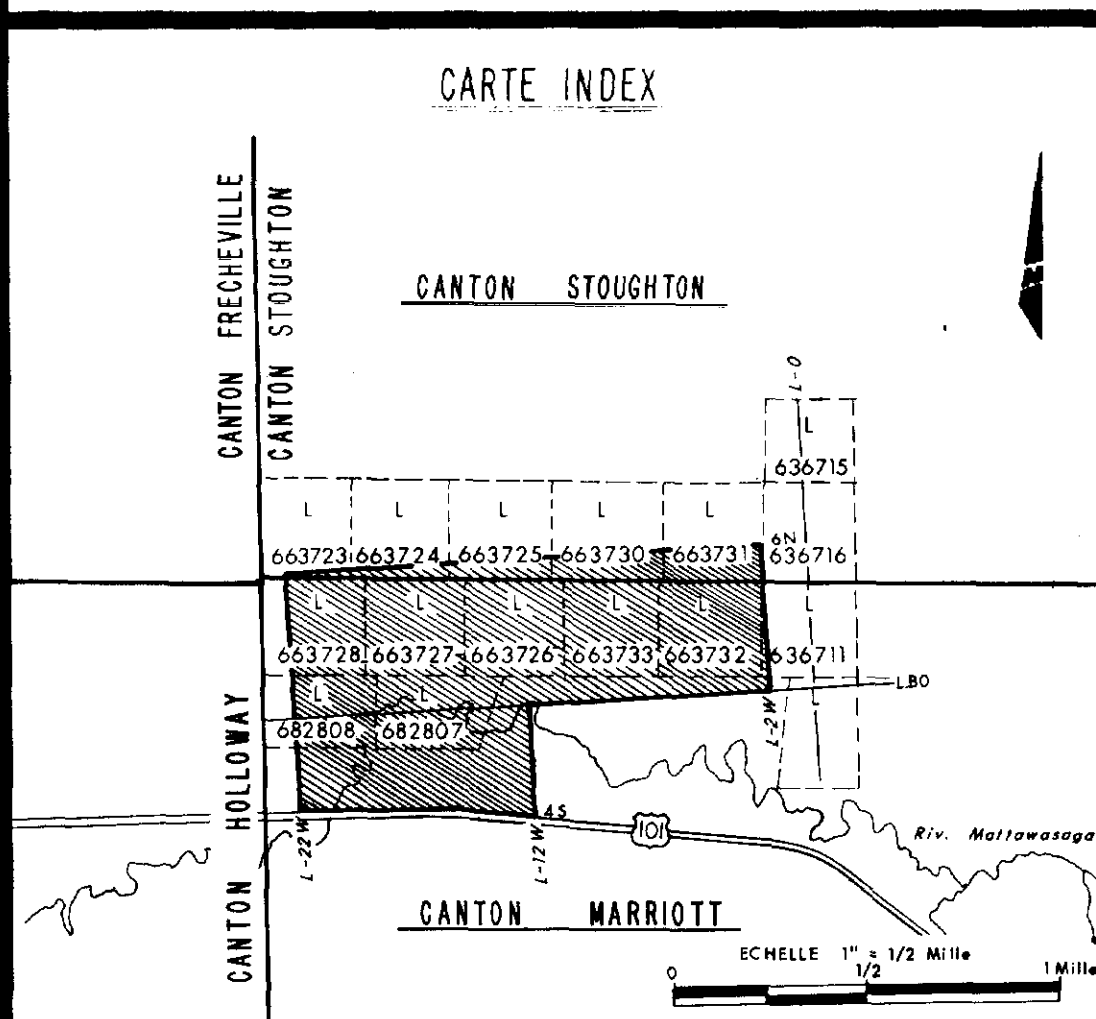 CARTE INDEX
CANTON FRECHEVILLE
CANTON STOUGHTON
CANTON STOUGHTON
L-0
L
636715
L L L L L
663723 663724 663725 663730 663731 6N 636716
L L L L L L
663728 663727 663726 663733 663732 636711
L L
LBO
682808 682807
L-2W
CANTON HOLLOWAY
4S
101
L-22W
L-12W
Riv. Mattawasaga
CANTON MARRIOTT
ECHELLE 1" = 1/2 Mille
0 1/2 1 Mille